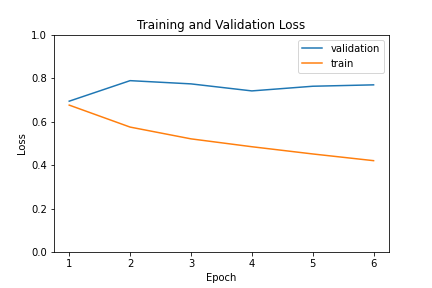 Training and Validation Loss
1.0
validation
train
0.8
0.6
Loss
0.4
0.2
0.0
1 2 3 4 5 6
Epoch